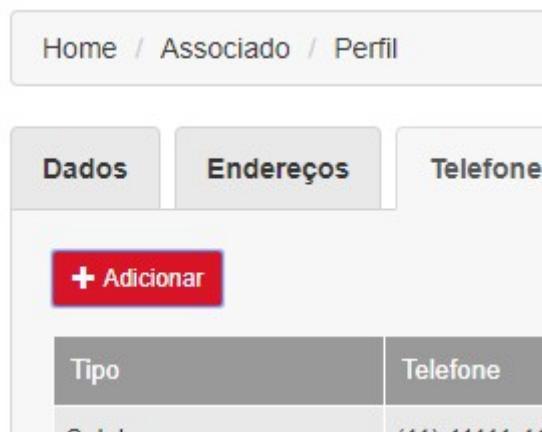 Home / Associado / Perfil
Dados Endereços Telefone
+ Adicionar
Tipo Telefone